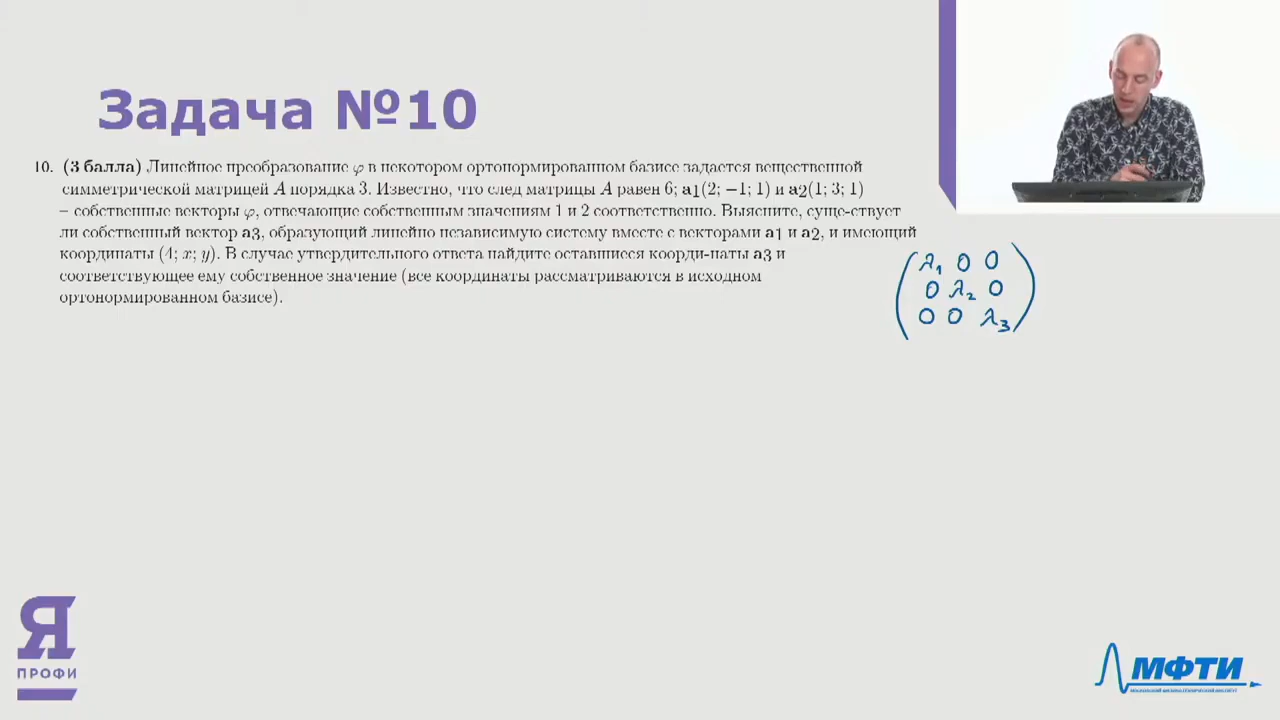 Задача №10
10. (3 балла) Линейное преобразование φ в некотором ортонормированном базисе задается вещественной
симметрической матрицей A порядка 3. Известно, что след матрицы A равен 6; a1(2; −1; 1) и a2(1; 3; 1)
– собственные векторы φ, отвечающие собственным значениям 1 и 2 соответственно. Выясните, суще-ствует
ли собственный вектор a3, образующий линейно независимую систему вместе с векторами a1 и a2, и имеющий
координаты (4; x; y). В случае утвердительного ответа найдите оставшиеся коорди-наты a3 и
соответствующее ему собственное значение (все координаты рассматриваются в исходном
ортонормированном базисе).
λ1 0 0
0 λ2 0
0 0 λ3
Я
ПРОФИ
МФТИ